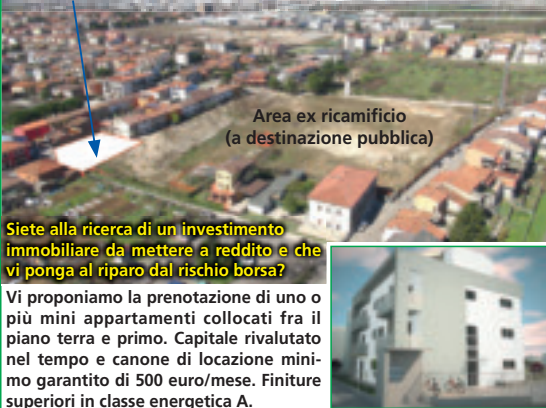 Area ex ricamificio
(a destinazione pubblica)
Siete alla ricerca di un investimento
immobiliare da mettere a reddito e che
vi ponga al riparo dal rischio borsa?
Vi proponiamo la prenotazione di uno o
più mini appartamenti collocati fra il
piano terra e primo. Capitale rivalutato
nel tempo e canone di locazione mini-
mo garantito di 500 euro/mese. Finiture
superiori in classe energetica A.